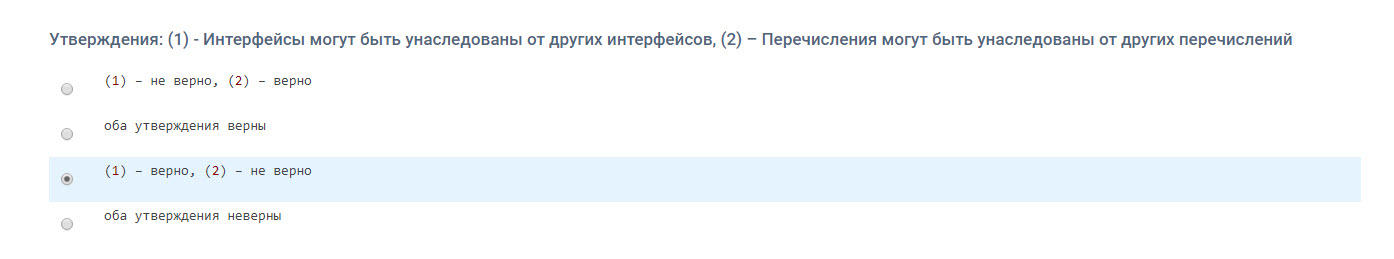 Утверждения: (1) - Интерфейсы могут быть унаследованы от других интерфейсов, (2) – Перечисления могут быть унаследованы от других перечислений
(1) – не верно, (2) – верно
оба утверждения верны
(1) – верно, (2) – не верно
оба утверждения неверны